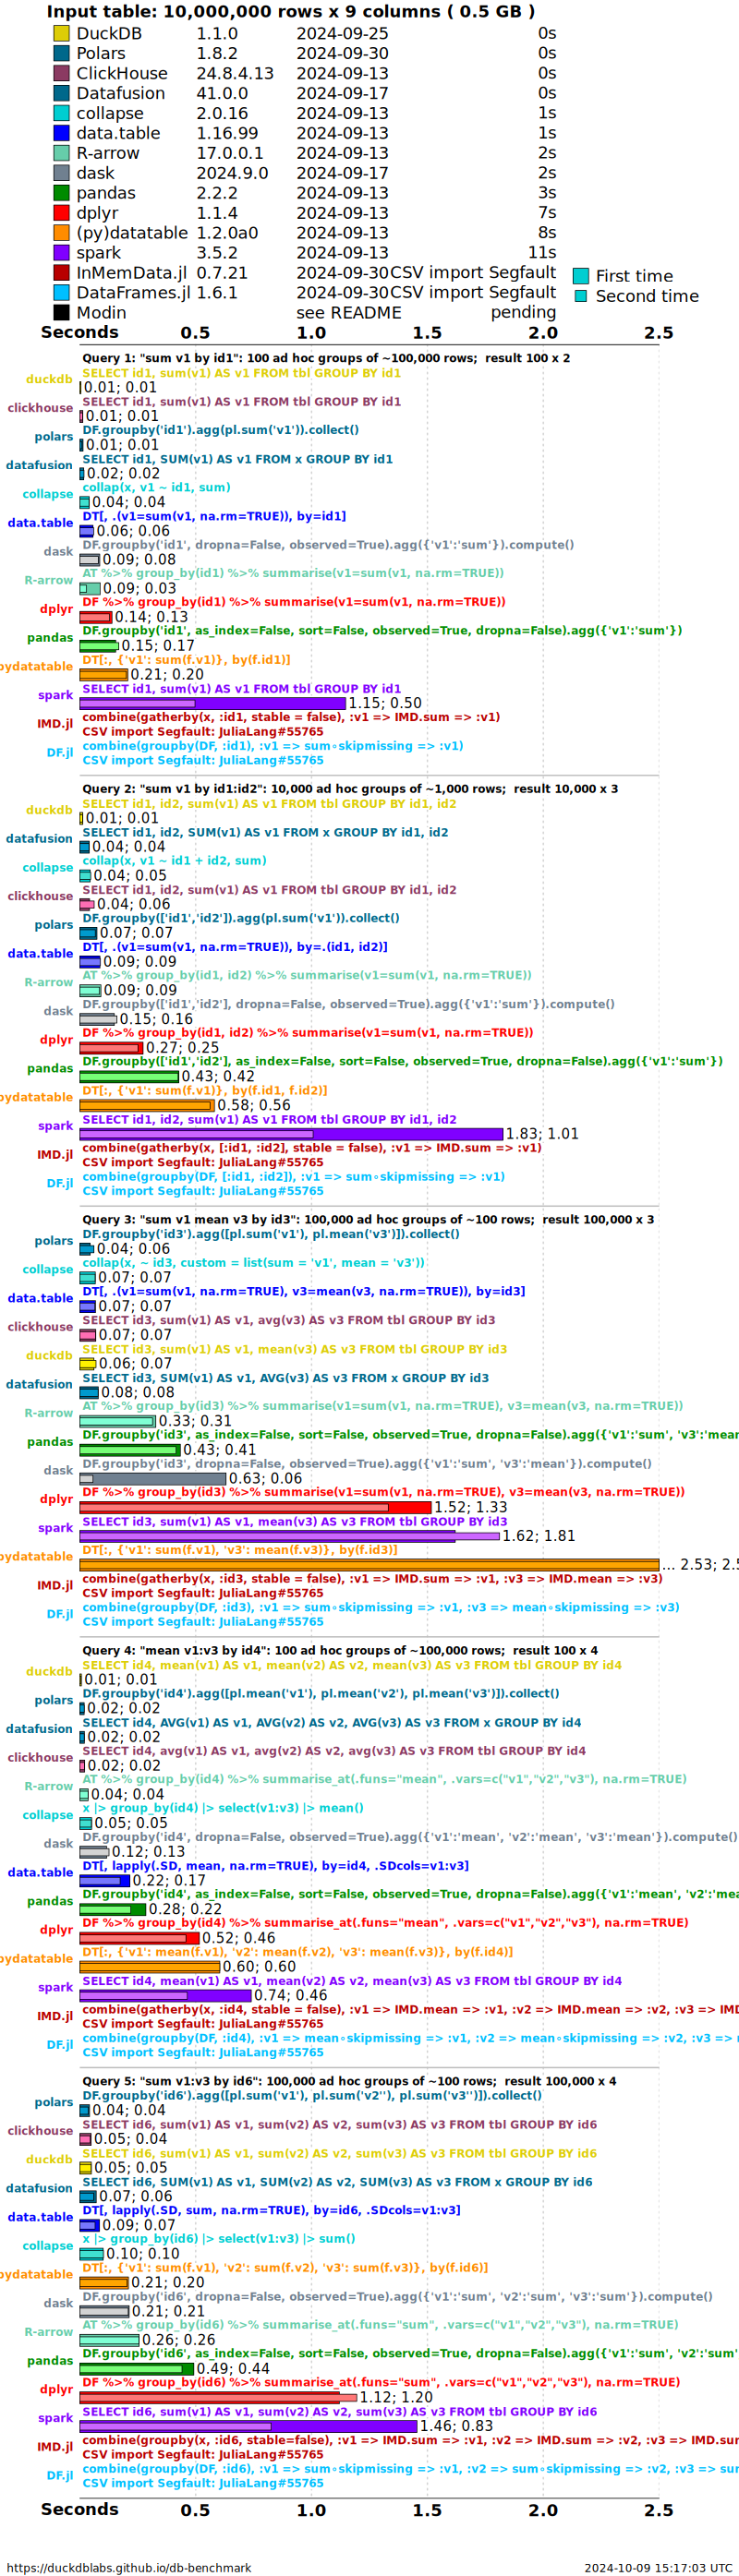 Input table: 10,000,000 rows x 9 columns ( 0.5 GB )
DuckDB 1.1.0 2024-09-25 0s
Polars 1.8.2 2024-09-30 0s
ClickHouse 24.8.4.13 2024-09-13 0s
Datafusion 41.0.0 2024-09-17 0s
collapse 2.0.16 2024-09-13 1s
data.table 1.16.99 2024-09-13 1s
R-arrow 17.0.0.1 2024-09-13 2s
dask 2024.9.0 2024-09-17 2s
pandas 2.2.2 2024-09-13 3s
dplyr 1.1.4 2024-09-13 7s
(py)datatable 1.2.0a0 2024-09-13 8s
spark 3.5.2 2024-09-13 11s
InMemData.jl 0.7.21 2024-09-30 CSV import Segfault
First time
DataFrames.jl 1.6.1 2024-09-30 CSV import Segfault
Second time
Modin see README pending
Seconds 0.5 1.0 1.5 2.0 2.5
Query 1: "sum v1 by id1": 100 ad hoc groups of ~100,000 rows; result 100 x 2
SELECT id1, sum(v1) AS v1 FROM tbl GROUP BY id1
duckdb 0.01; 0.01
SELECT id1, sum(v1) AS v1 FROM tbl GROUP BY id1
clickhouse 0.01; 0.01
DF.groupby('id1').agg(pl.sum('v1')).collect()
polars 0.01; 0.01
SELECT id1, SUM(v1) AS v1 FROM x GROUP BY id1
datafusion 0.02; 0.02
collap(x, v1 ~ id1, sum)
collapse 0.04; 0.04
DT[, .(v1=sum(v1, na.rm=TRUE)), by=id1]
data.table 0.06; 0.06
DF.groupby('id1', dropna=False, observed=True).agg({'v1':'sum'}).compute()
dask 0.09; 0.08
AT %>% group_by(id1) %>% summarise(v1=sum(v1, na.rm=TRUE))
R-arrow 0.09; 0.03
DF %>% group_by(id1) %>% summarise(v1=sum(v1, na.rm=TRUE))
dplyr 0.14; 0.13
DF.groupby('id1', as_index=False, sort=False, observed=True, dropna=False).agg({'v1':'sum'})
pandas 0.15; 0.17
DT[:, {'v1': sum(f.v1)}, by(f.id1)]
pydatatable 0.21; 0.20
SELECT id1, sum(v1) AS v1 FROM tbl GROUP BY id1
spark 1.15; 0.50
combine(gatherby(x, :id1, stable = false), :v1 => IMD.sum => :v1)
IMD.jl CSV import Segfault: JuliaLang#55765
combine(groupby(DF, :id1), :v1 => sum∘skipmissing => :v1)
DF.jl CSV import Segfault: JuliaLang#55765
Query 2: "sum v1 by id1:id2": 10,000 ad hoc groups of ~1,000 rows; result 10,000 x 3
SELECT id1, id2, sum(v1) AS v1 FROM tbl GROUP BY id1, id2
duckdb 0.01; 0.01
SELECT id1, id2, SUM(v1) AS v1 FROM x GROUP BY id1, id2
datafusion 0.04; 0.04
collap(x, v1 ~ id1 + id2, sum)
collapse 0.04; 0.05
SELECT id1, id2, sum(v1) AS v1 FROM tbl GROUP BY id1, id2
clickhouse 0.04; 0.06
DF.groupby(['id1','id2']).agg(pl.sum('v1')).collect()
polars 0.07; 0.07
DT[, .(v1=sum(v1, na.rm=TRUE)), by=.(id1, id2)]
data.table 0.09; 0.09
AT %>% group_by(id1, id2) %>% summarise(v1=sum(v1, na.rm=TRUE))
R-arrow 0.09; 0.09
DF.groupby(['id1','id2'], dropna=False, observed=True).agg({'v1':'sum'}).compute()
dask 0.15; 0.16
DF %>% group_by(id1, id2) %>% summarise(v1=sum(v1, na.rm=TRUE))
dplyr 0.27; 0.25
DF.groupby(['id1','id2'], as_index=False, sort=False, observed=True, dropna=False).agg({'v1':'sum'})
pandas 0.43; 0.42
DT[:, {'v1': sum(f.v1)}, by(f.id1, f.id2)]
pydatatable 0.58; 0.56
SELECT id1, id2, sum(v1) AS v1 FROM tbl GROUP BY id1, id2
spark 1.83; 1.01
combine(gatherby(x, [:id1, :id2], stable = false), :v1 => IMD.sum => :v1)
IMD.jl CSV import Segfault: JuliaLang#55765
combine(groupby(DF, [:id1, :id2]), :v1 => sum∘skipmissing => :v1)
DF.jl CSV import Segfault: JuliaLang#55765
Query 3: "sum v1 mean v3 by id3": 100,000 ad hoc groups of ~100 rows; result 100,000 x 3
DF.groupby('id3').agg([pl.sum('v1'), pl.mean('v3')]).collect()
polars 0.04; 0.06
collap(x, ~ id3, custom = list(sum = 'v1', mean = 'v3'))
collapse 0.07; 0.07
DT[, .(v1=sum(v1, na.rm=TRUE), v3=mean(v3, na.rm=TRUE)), by=id3]
data.table 0.07; 0.07
SELECT id3, sum(v1) AS v1, avg(v3) AS v3 FROM tbl GROUP BY id3
clickhouse 0.07; 0.07
SELECT id3, sum(v1) AS v1, mean(v3) AS v3 FROM tbl GROUP BY id3
duckdb 0.06; 0.07
SELECT id3, SUM(v1) AS v1, AVG(v3) AS v3 FROM x GROUP BY id3
datafusion 0.08; 0.08
AT %>% group_by(id3) %>% summarise(v1=sum(v1, na.rm=TRUE), v3=mean(v3, na.rm=TRUE))
R-arrow 0.33; 0.31
DF.groupby('id3', as_index=False, sort=False, observed=True, dropna=False).agg({'v1':'sum', 'v3':'mean
pandas 0.43; 0.41
DF.groupby('id3', dropna=False, observed=True).agg({'v1':'sum', 'v3':'mean'}).compute()
dask 0.63; 0.06
DF %>% group_by(id3) %>% summarise(v1=sum(v1, na.rm=TRUE), v3=mean(v3, na.rm=TRUE))
dplyr 1.52; 1.33
SELECT id3, sum(v1) AS v1, mean(v3) AS v3 FROM tbl GROUP BY id3
spark 1.62; 1.81
DT[:, {'v1': sum(f.v1), 'v3': mean(f.v3)}, by(f.id3)]
pydatatable ... 2.53; 2.5
combine(gatherby(x, :id3, stable = false), :v1 => IMD.sum => :v1, :v3 => IMD.mean => :v3)
IMD.jl CSV import Segfault: JuliaLang#55765
combine(groupby(DF, :id3), :v1 => sum∘skipmissing => :v1, :v3 => mean∘skipmissing => :v3)
DF.jl CSV import Segfault: JuliaLang#55765
Query 4: "mean v1:v3 by id4": 100 ad hoc groups of ~100,000 rows; result 100 x 4
SELECT id4, mean(v1) AS v1, mean(v2) AS v2, mean(v3) AS v3 FROM tbl GROUP BY id4
duckdb 0.01; 0.01
DF.groupby('id4').agg([pl.mean('v1'), pl.mean('v2'), pl.mean('v3')]).collect()
polars 0.02; 0.02
SELECT id4, AVG(v1) AS v1, AVG(v2) AS v2, AVG(v3) AS v3 FROM x GROUP BY id4
datafusion 0.02; 0.02
SELECT id4, avg(v1) AS v1, avg(v2) AS v2, avg(v3) AS v3 FROM tbl GROUP BY id4
clickhouse 0.02; 0.02
AT %>% group_by(id4) %>% summarise_at(.funs="mean", .vars=c("v1","v2","v3"), na.rm=TRUE)
R-arrow 0.04; 0.04
x |> group_by(id4) |> select(v1:v3) |> mean()
collapse 0.05; 0.05
DF.groupby('id4', dropna=False, observed=True).agg({'v1':'mean', 'v2':'mean', 'v3':'mean'}).compute()
dask 0.12; 0.13
DT[, lapply(.SD, mean, na.rm=TRUE), by=id4, .SDcols=v1:v3]
data.table 0.22; 0.17
DF.groupby('id4', as_index=False, sort=False, observed=True, dropna=False).agg({'v1':'mean', 'v2':'mea
pandas 0.28; 0.22
DF %>% group_by(id4) %>% summarise_at(.funs="mean", .vars=c("v1","v2","v3"), na.rm=TRUE)
dplyr 0.52; 0.46
DT[:, {'v1': mean(f.v1), 'v2': mean(f.v2), 'v3': mean(f.v3)}, by(f.id4)]
pydatatable 0.60; 0.60
SELECT id4, mean(v1) AS v1, mean(v2) AS v2, mean(v3) AS v3 FROM tbl GROUP BY id4
spark 0.74; 0.46
combine(gatherby(x, :id4, stable = false), :v1 => IMD.mean => :v1, :v2 => IMD.mean => :v2, :v3 => IMD
IMD.jl CSV import Segfault: JuliaLang#55765
combine(groupby(DF, :id4), :v1 => mean∘skipmissing => :v1, :v2 => mean∘skipmissing => :v2, :v3 =>
DF.jl CSV import Segfault: JuliaLang#55765
Query 5: "sum v1:v3 by id6": 100,000 ad hoc groups of ~100 rows; result 100,000 x 4
DF.groupby('id6').agg([pl.sum('v1'), pl.sum('v2''), pl.sum('v3'')]).collect()
polars 0.04; 0.04
SELECT id6, sum(v1) AS v1, sum(v2) AS v2, sum(v3) AS v3 FROM tbl GROUP BY id6
clickhouse 0.05; 0.04
SELECT id6, sum(v1) AS v1, sum(v2) AS v2, sum(v3) AS v3 FROM tbl GROUP BY id6
duckdb 0.05; 0.05
SELECT id6, SUM(v1) AS v1, SUM(v2) AS v2, SUM(v3) AS v3 FROM x GROUP BY id6
datafusion 0.07; 0.06
DT[, lapply(.SD, sum, na.rm=TRUE), by=id6, .SDcols=v1:v3]
data.table 0.09; 0.07
x |> group_by(id6) |> select(v1:v3) |> sum()
collapse 0.10; 0.10
DT[:, {'v1': sum(f.v1), 'v2': sum(f.v2), 'v3': sum(f.v3)}, by(f.id6)]
pydatatable 0.21; 0.20
DF.groupby('id6', dropna=False, observed=True).agg({'v1':'sum', 'v2':'sum', 'v3':'sum'}).compute()
dask 0.21; 0.21
AT %>% group_by(id6) %>% summarise_at(.funs="sum", .vars=c("v1","v2","v3"), na.rm=TRUE)
R-arrow 0.26; 0.26
DF.groupby('id6', as_index=False, sort=False, observed=True, dropna=False).agg({'v1':'sum', 'v2':'sum'
pandas 0.49; 0.44
DF %>% group_by(id6) %>% summarise_at(.funs="sum", .vars=c("v1","v2","v3"), na.rm=TRUE)
dplyr 1.12; 1.20
SELECT id6, sum(v1) AS v1, sum(v2) AS v2, sum(v3) AS v3 FROM tbl GROUP BY id6
spark 1.46; 0.83
combine(groupby(x, :id6, stable=false), :v1 => IMD.sum => :v1, :v2 => IMD.sum => :v2, :v3 => IMD.sum
IMD.jl CSV import Segfault: JuliaLang#55765
combine(groupby(DF, :id6), :v1 => sum∘skipmissing => :v1, :v2 => sum∘skipmissing => :v2, :v3 => sum
DF.jl CSV import Segfault: JuliaLang#55765
Seconds 0.5 1.0 1.5 2.0 2.5
https://duckdblabs.github.io/db-benchmark 2024-10-09 15:17:03 UTC